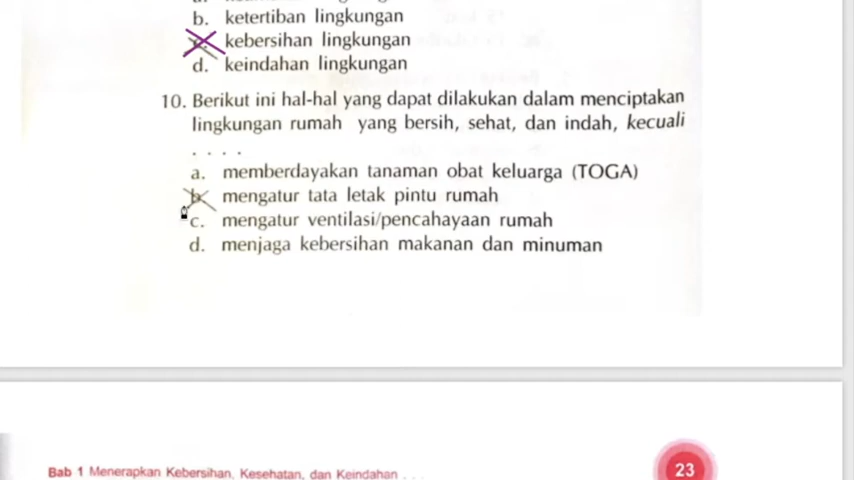 b. ketertiban lingkungan
c. kebersihan lingkungan
d. keindahan lingkungan
10. Berikut ini hal-hal yang dapat dilakukan dalam menciptakan
lingkungan rumah yang bersih, sehat, dan indah, kecuali
. . . .
a. memberdayakan tanaman obat keluarga (TOGA)
b. mengatur tata letak pintu rumah
c. mengatur ventilasi/pencahayaan rumah
d. menjaga kebersihan makanan dan minuman
Bab 1 Menerapkan Kebersihan, Kesehatan, dan Keindahan . . .
23